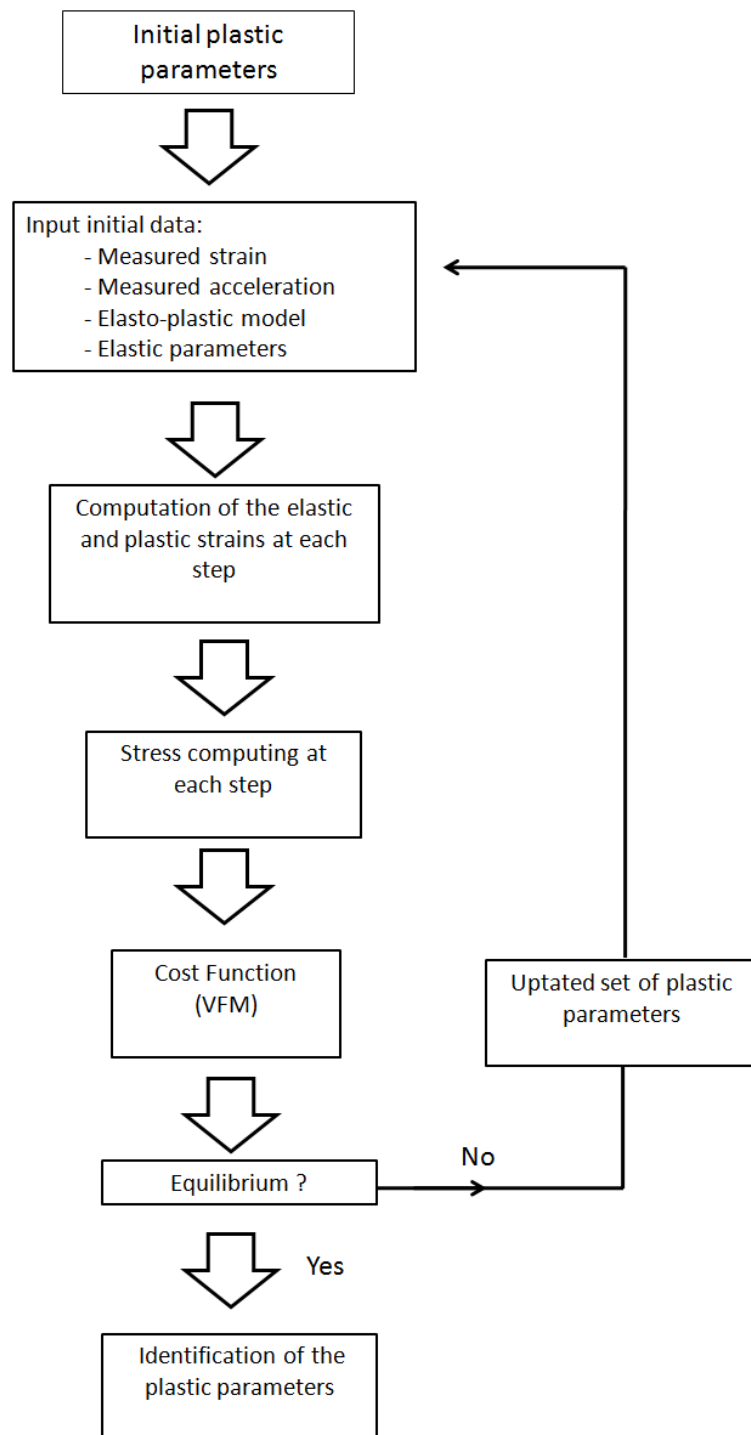 Initial plastic
parameters
Input initial data:
- Measured strain
- Measured acceleration
- Elasto-plastic model
- Elastic parameters
Computation of the elastic
and plastic strains at each
step
Stress computing at
each step
Cost Function
(VFM)
Uptated set of plastic
parameters
Equilibrium ?
No
Yes
Identification of the
plastic parameters